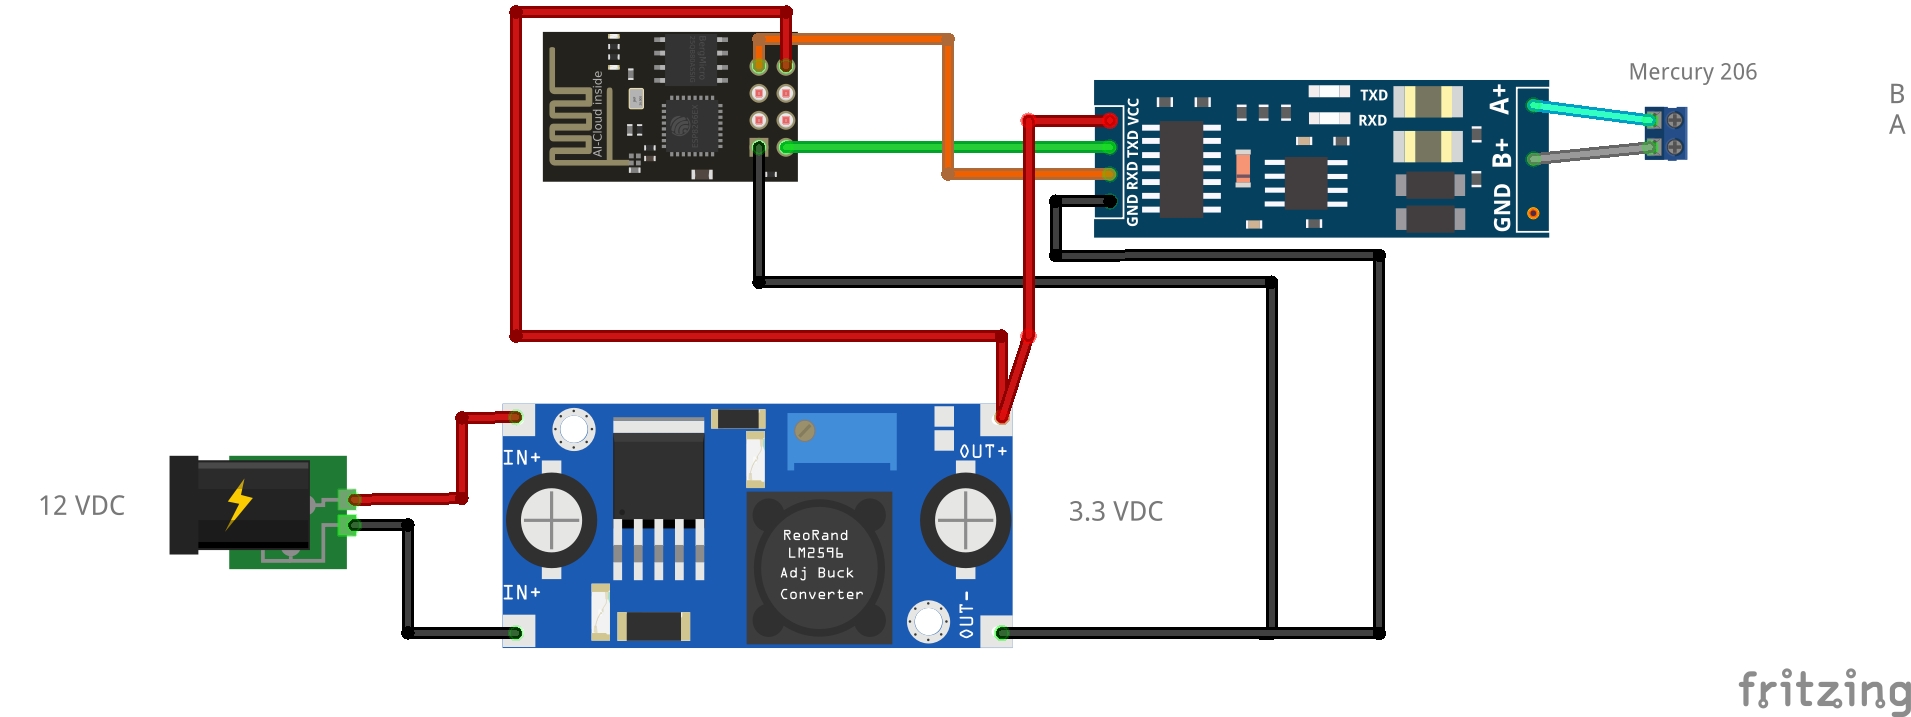 Mercury 206
B
A
AI-Cloud inside
VCC
TXD
RXD
GND
TXD
RXD
A+
B+
GND
12 VDC
IN+
IN+
OUT+
OUT-
ReoRand
LM2596
Adj Buck
Converter
3.3 VDC
fritzing